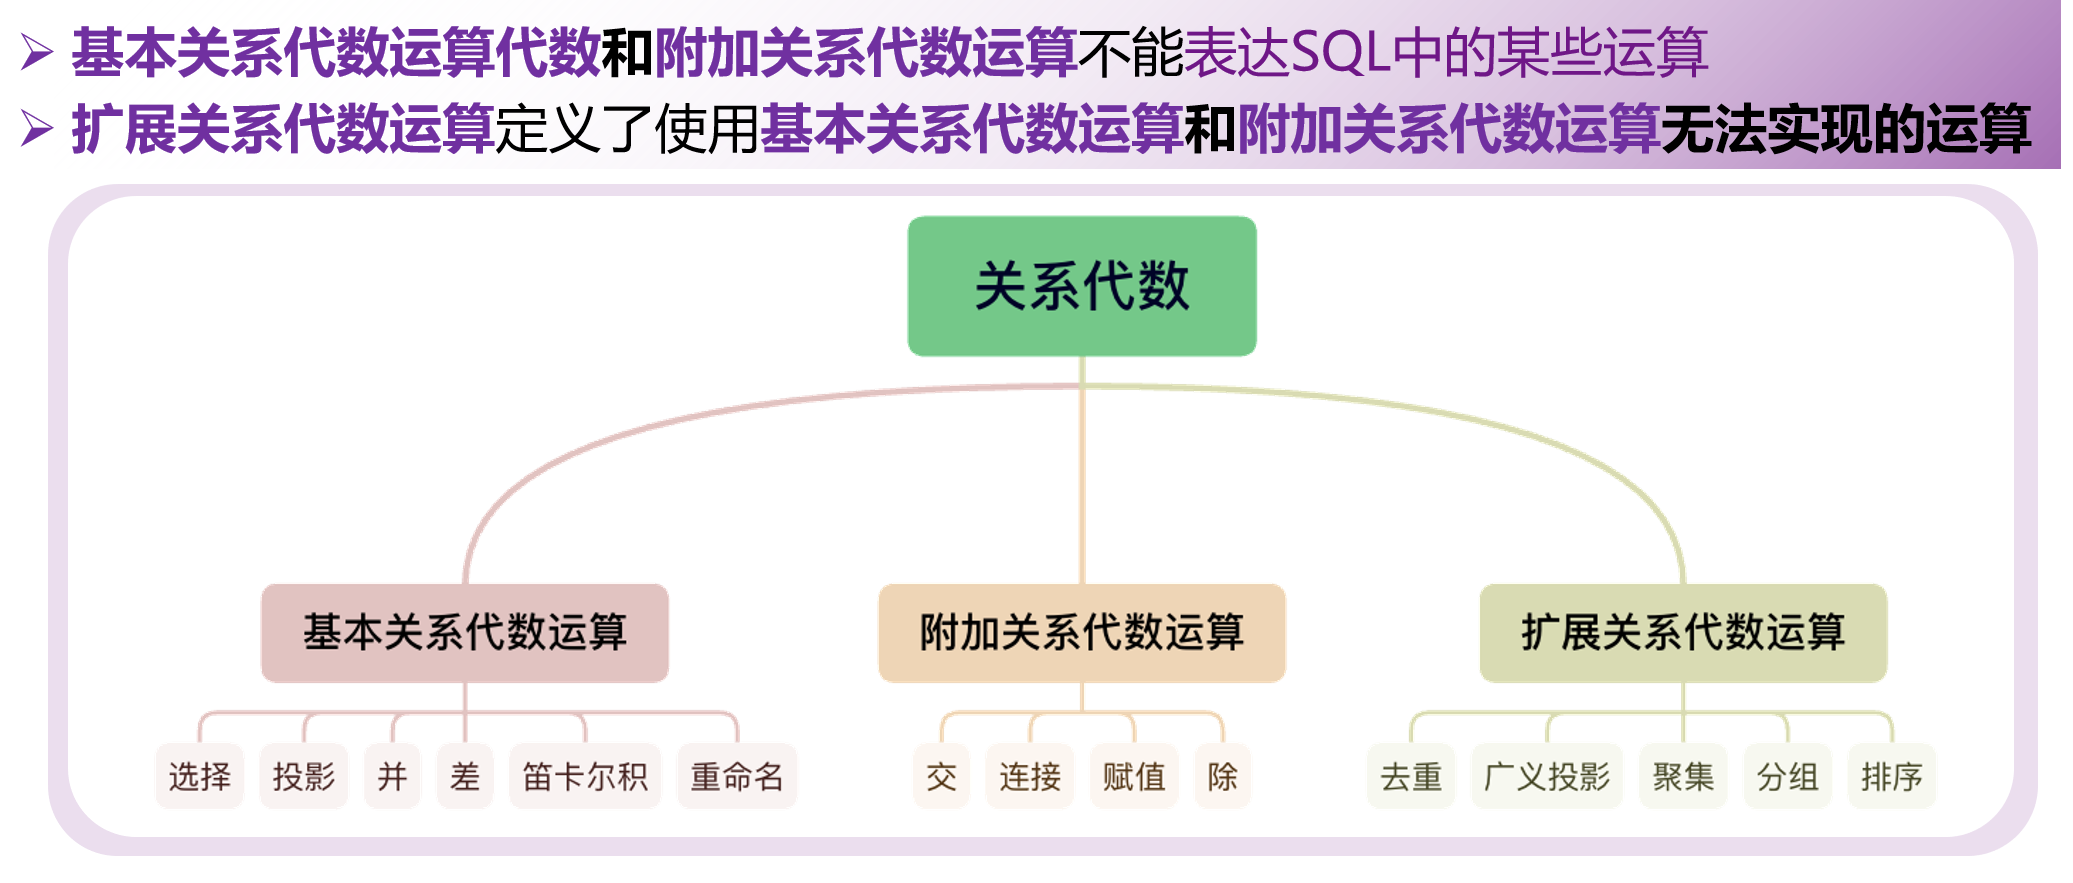 ➢ 基本关系代数运算代数和附加关系代数运算不能表达SQL中的某些运算
➢ 扩展关系代数运算定义了使用基本关系代数运算和附加关系代数运算无法实现的运算
关系代数
基本关系代数运算 附加关系代数运算 扩展关系代数运算
选择 投影 并 差 笛卡尔积 重命名 交 连接 赋值 除 去重 广义投影 聚集 分组 排序